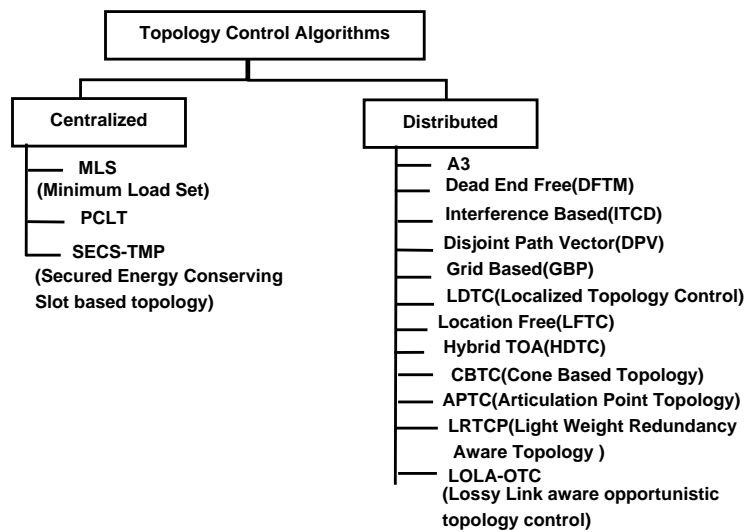 Topology Control Algorithms
Centralized
MLS
(Minimum Load Set)
PCLT
SECS-TMP
(Secured Energy Conserving
Slot based topology)
Distributed
A3
Dead End Free(DFTM)
Interference Based(ITCD)
Disjoint Path Vector(DPV)
Grid Based(GBP)
LDTC(Localized Topology Control)
Location Free(LFTC)
Hybrid TOA(HDTC)
CBTC(Cone Based Topology)
APTC(Articulation Point Topology)
LRTCP(Light Weight Redundancy
Aware Topology )
LOLA-OTC
(Lossy Link aware opportunistic
topology control)